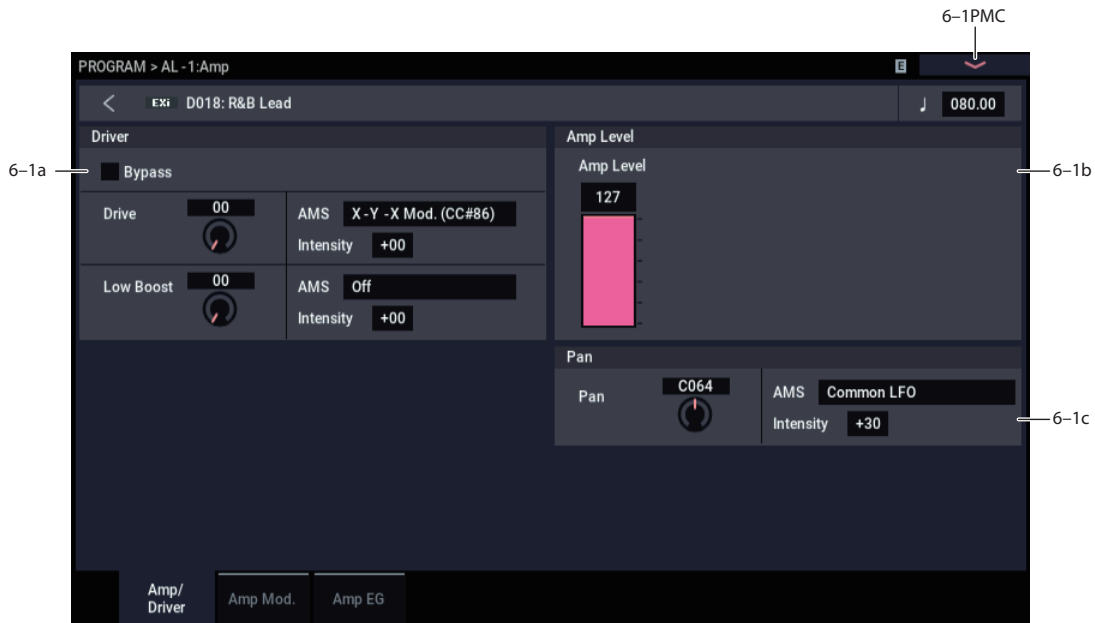 6–1PMC
PROGRAM > AL-1:Amp
E
EXi D018: R&B Lead
♩ 080.00
Driver
6–1a
Bypass
Drive
00
AMS X-Y -X Mod. (CC#86)
Intensity +00
Low Boost
00
AMS Off
Intensity +00
Amp Level
Amp Level
127
6–1b
Pan
Pan
C064
AMS Common LFO
Intensity +30
6–1c
Amp/
Driver
Amp Mod.
Amp EG